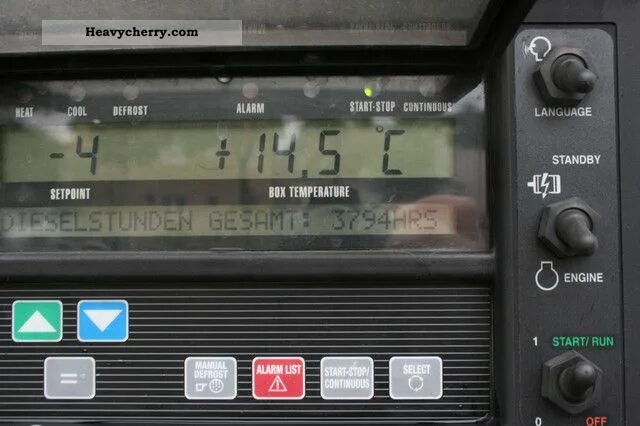 Heavycherry.com
HEAT COOL DEFROST ALARM START-STOP CONTINUOUS
-4 +14,5 °C
SETPOINT BOX TEMPERATURE
DIESELSTUNDEN GESAMT: 3794HRS
LANGUAGE
STANDBY
ENGINE
1 START/RUN
0 OFF
=
MANUAL DEFROST
ALARM LIST
START-STOP/ CONTINUOUS
SELECT